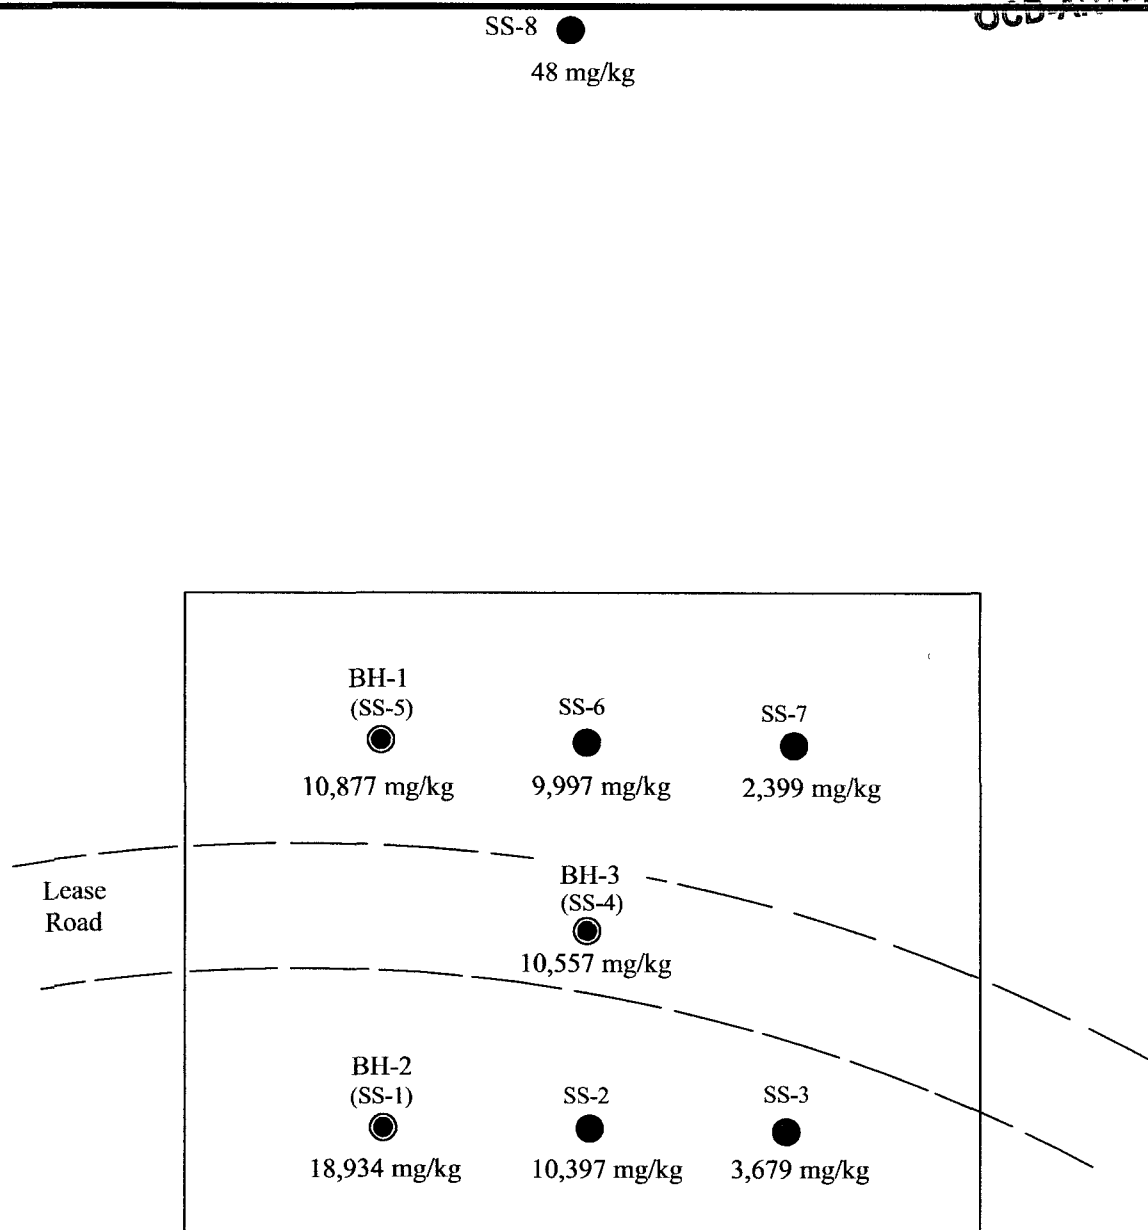 SS-8
48 mg/kg
BH-1
(SS-5)
SS-6
SS-7
10,877 mg/kg
9,997 mg/kg
2,399 mg/kg
Lease
Road
BH-3
(SS-4)
10,557 mg/kg
BH-2
(SS-1)
SS-2
SS-3
18,934 mg/kg
10,397 mg/kg
3,679 mg/kg